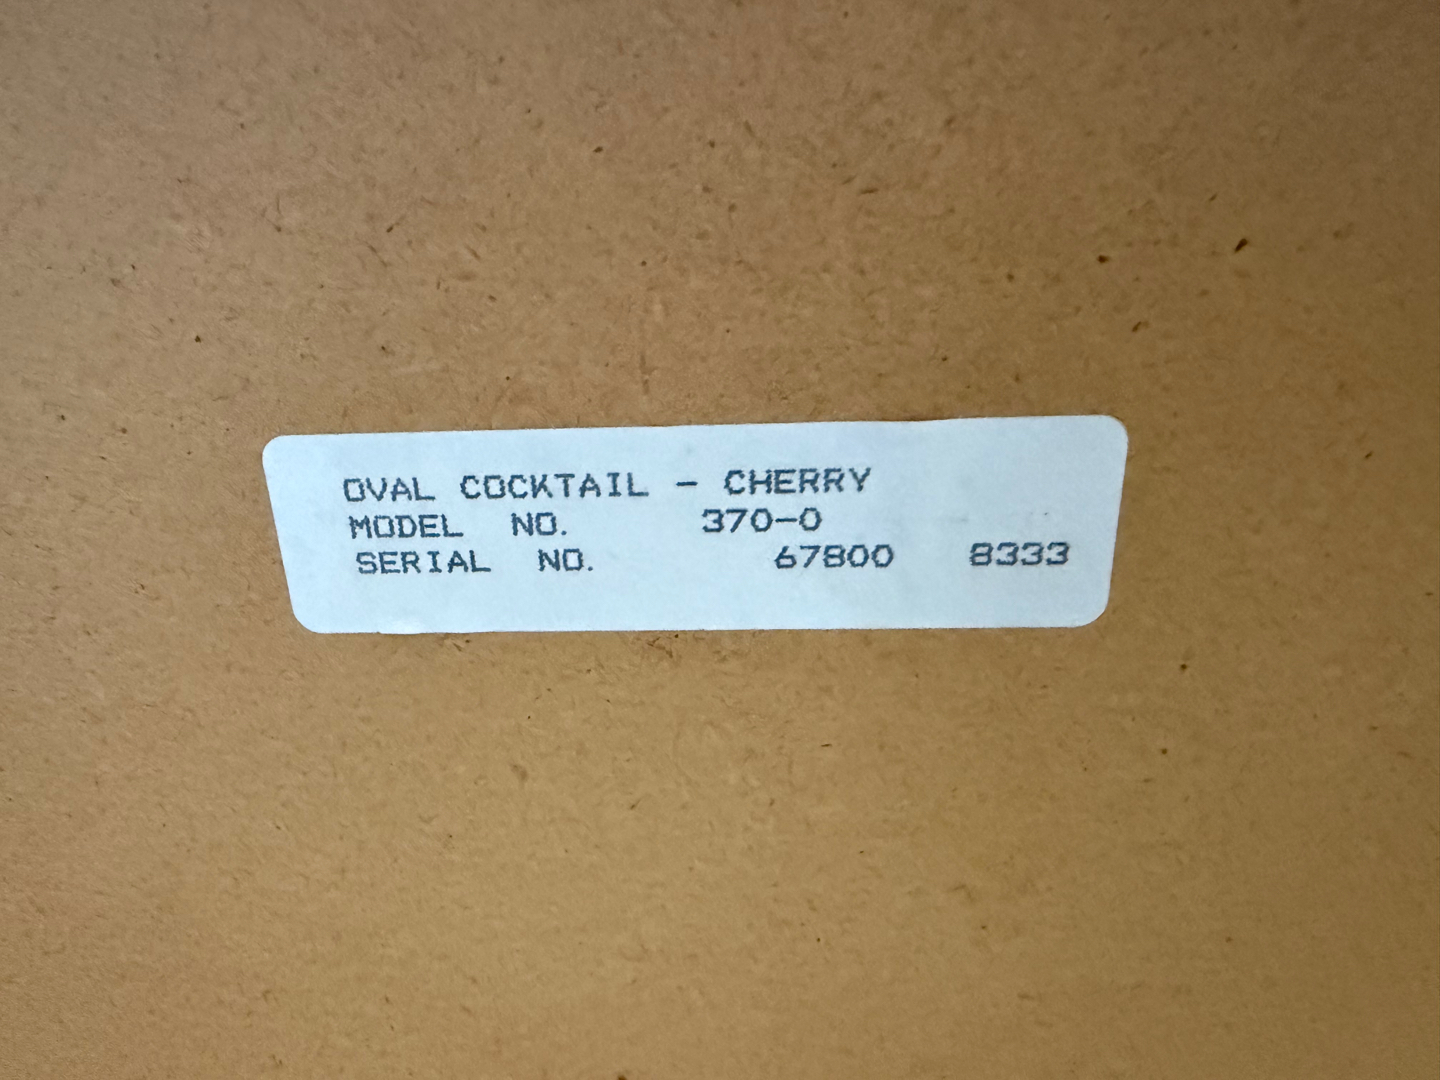 OVAL COCKTAIL - CHERRY
MODEL NO. 370-0
SERIAL NO. 67800 8333